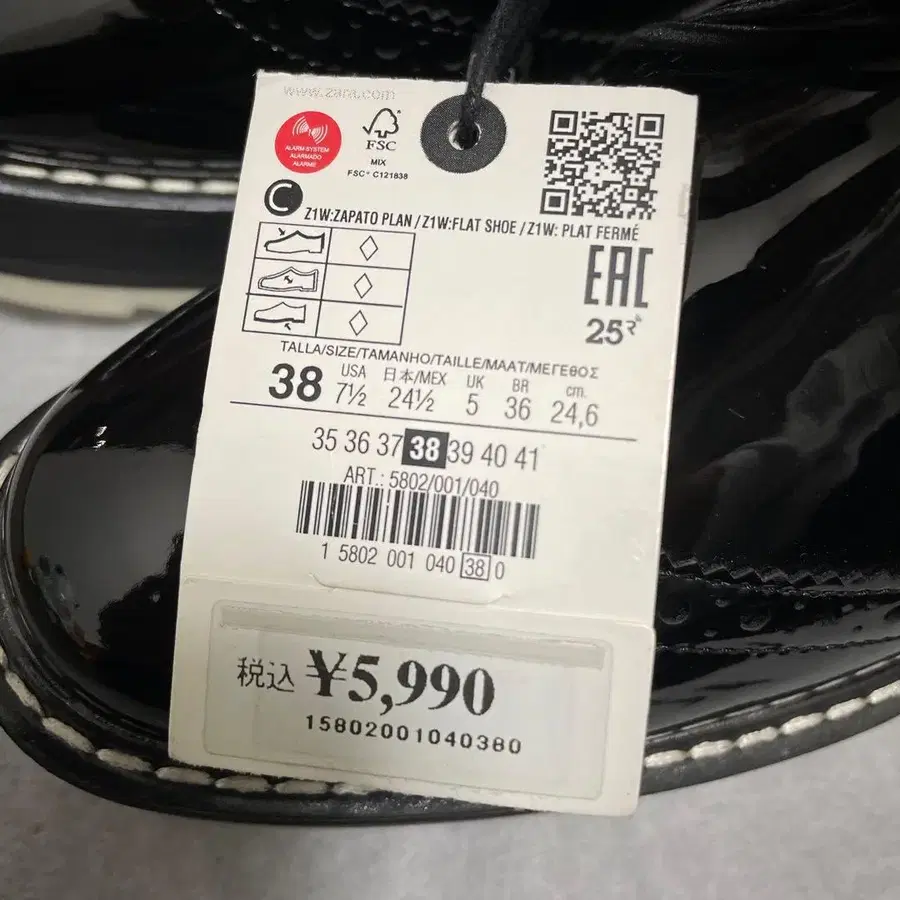 www.zara.com
ALARM SYSTEM
ALARMADO
ALARME
FSC
MIX
FSC® C121838
C
Z1W:ZAPATO PLAN / Z1W:FLAT SHOE / Z1W: PLAT FERMÉ
EAC
TALLA/SIZE/TAMANHO/TAILLE/MAAT/ΜΕΓΕΘΟΣ
38 USA 7½ 日本/MEX 24½ UK 5 BR 36 cm. 24,6
35 36 37 38 39 40 41
ART.: 5802/001/040
1 5802 001 040 38 0
税込 ¥5,990
15802001040380